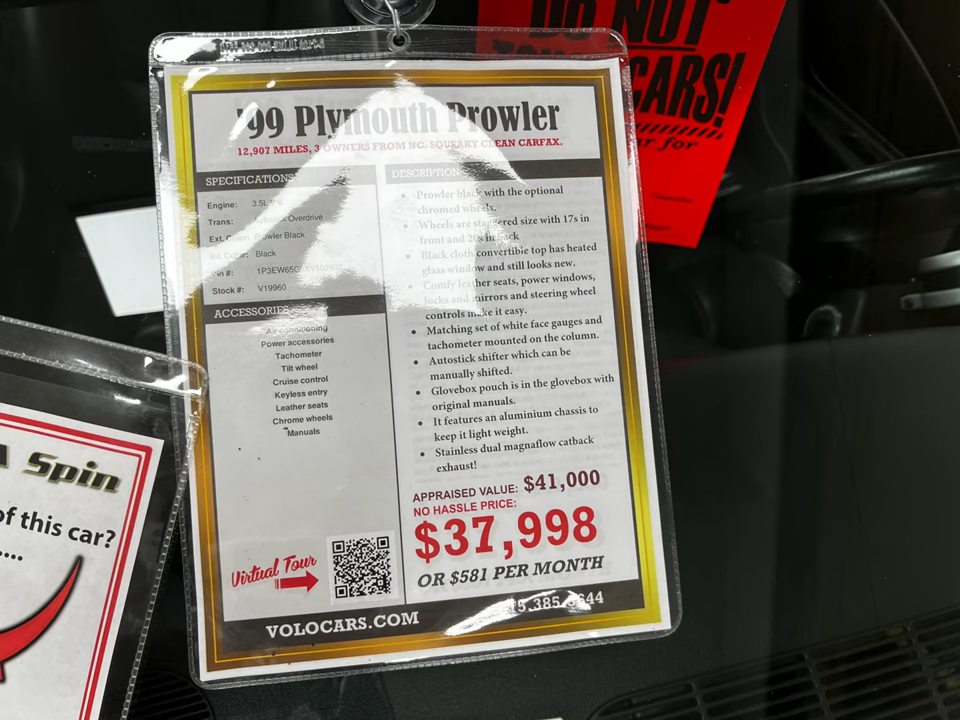 DO NOT
CARS!
for
'99 Plymouth Prowler
12,907 MILES, 3 OWNERS FROM NC. SQUEAKY CLEAN CARFAX.
SPECIFICATIONS
Engine: 3.5L
Trans: Autostick Overdrive
Ext. Color: Prowler Black
Int. Color: Black
Vin #:
Stock #: V19960
ACCESSORIES
Air conditioning
Power accessories
Tachometer
Tilt wheel
Cruise control
Keyless entry
Leather seats
Chrome wheels
Manuals
DESCRIPTION
• Prowler black with the optional
chromed wheels.
• Wheels are staggered size with 17s in
front and 20s in back
• Black cloth convertible top has heated
glass window and still looks new.
• Comfy leather seats, power windows,
locks and mirrors and steering wheel
controls make it easy.
• Matching set of white face gauges and
tachometer mounted on the column.
• Autostick shifter which can be
manually shifted.
• Glovebox pouch is in the glovebox with
original manuals.
• It features an aluminium chassis to
keep it light weight.
• Stainless dual magnaflow catback
exhaust!
APPRAISED VALUE: $41,000
NO HASSLE PRICE:
$37,998
OR $581 PER MONTH
Virtual Tour
VOLOCARS.COM
Spin
of this car?
....